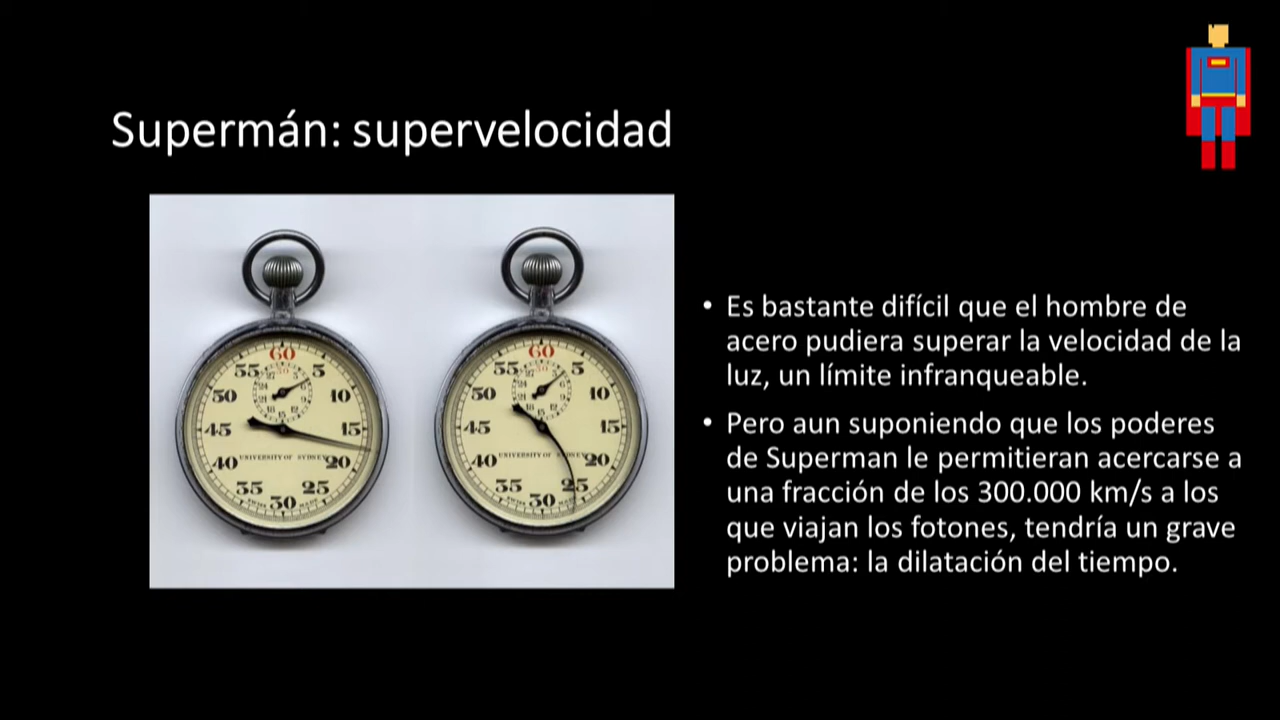 Supermán: supervelocidad
60
55 5
50 10
45 15
UNIVERSITY OF SYDNEY
40 20
35 25
30
60
55 5
50 10
45 15
UNIVERSITY OF SYDNEY
40 20
35 25
30
• Es bastante difícil que el hombre de
acero pudiera superar la velocidad de la
luz, un límite infranqueable.
• Pero aun suponiendo que los poderes
de Superman le permitieran acercarse a
una fracción de los 300.000 km/s a los
que viajan los fotones, tendría un grave
problema: la dilatación del tiempo.